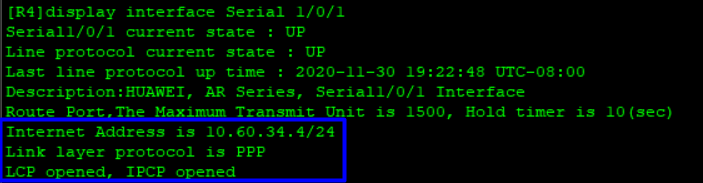 [R4]display interface Serial 1/0/1
Serial1/0/1 current state : UP
Line protocol current state : UP
Last line protocol up time : 2020-11-30 19:22:48 UTC-08:00
Description:HUAWEI, AR Series, Serial1/0/1 Interface
Route Port,The Maximum Transmit Unit is 1500, Hold timer is 10(sec)
Internet Address is 10.60.34.4/24
Link layer protocol is PPP
LCP opened, IPCP opened